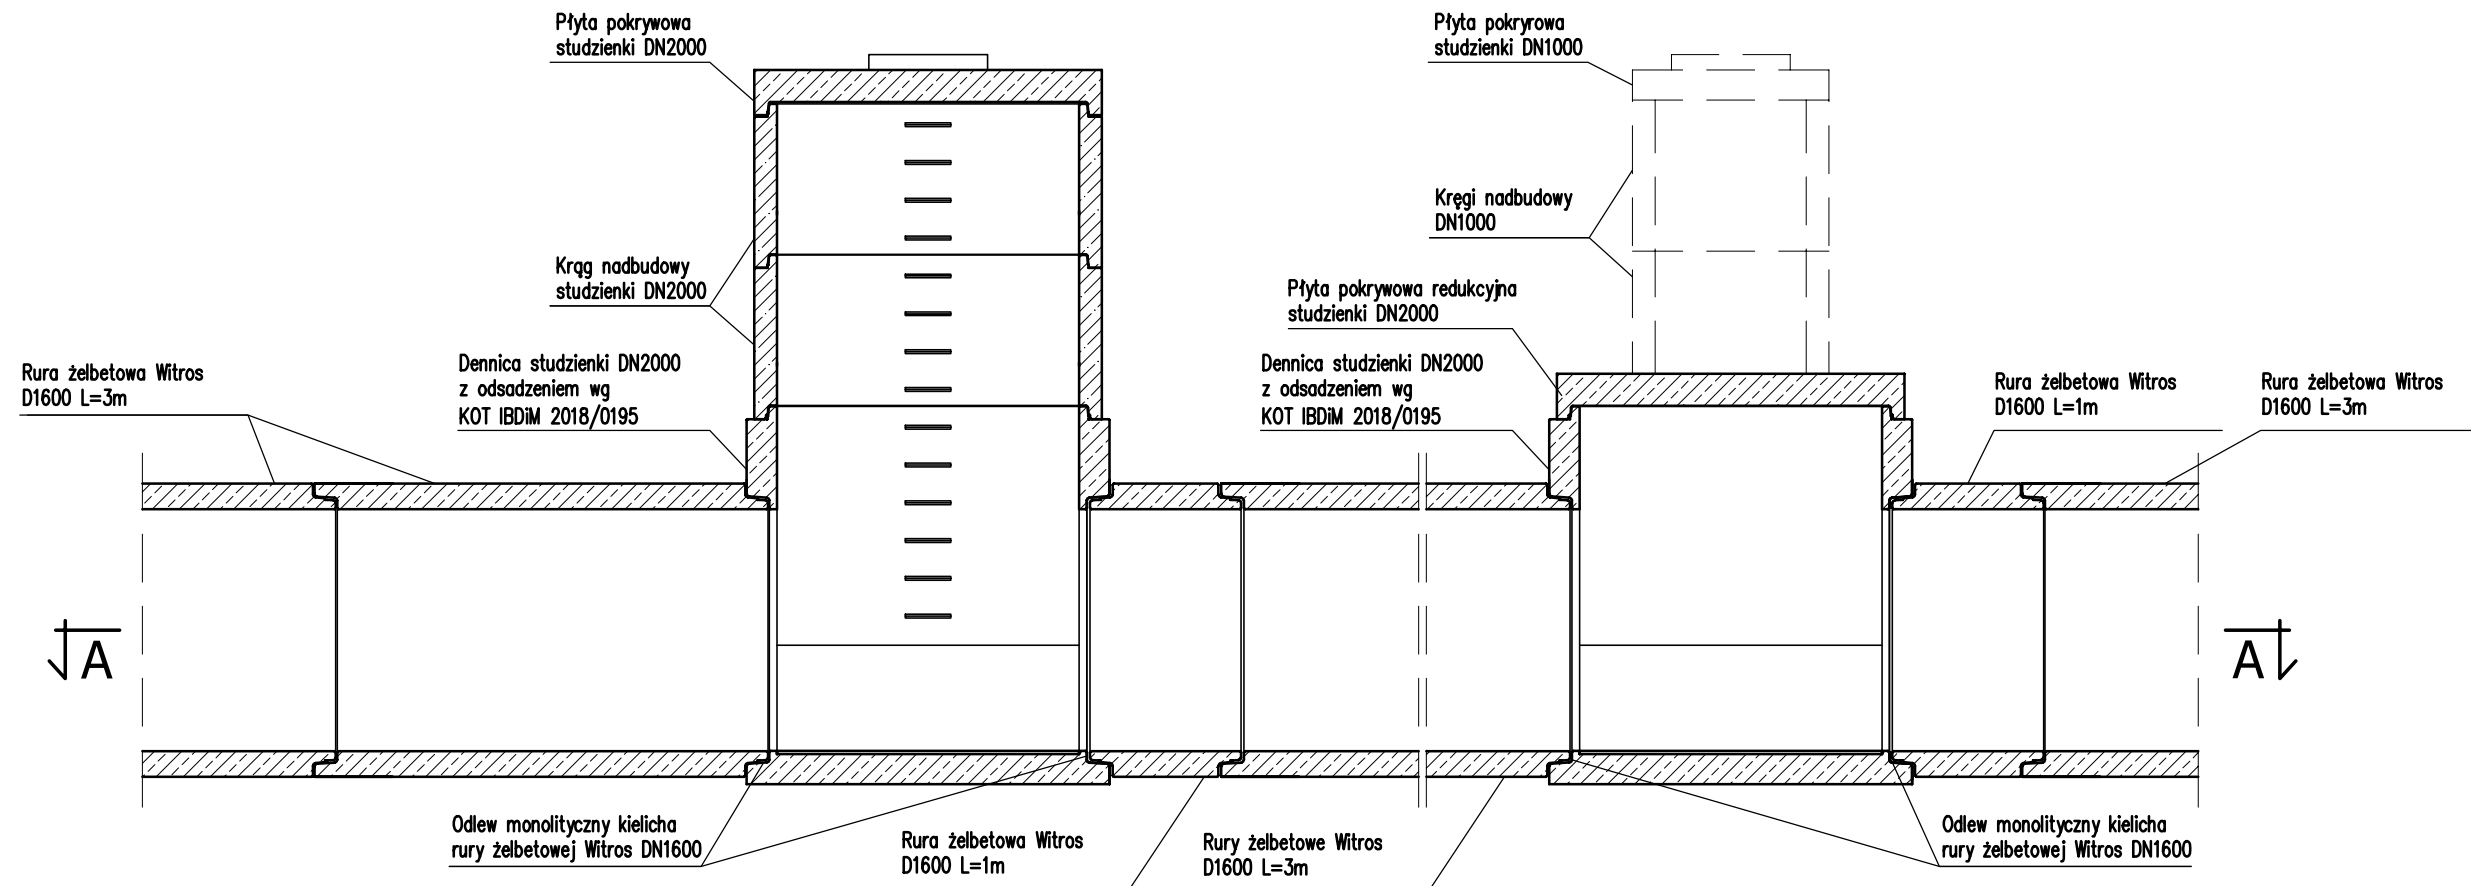 Płyta pokrywowa
studzienki DN2000
Płyta pokryrowa
studzienki DN1000
Kręgi nadbudowy
DN1000
Krąg nadbudowy
studzienki DN2000
Płyta pokrywowa redukcyjna
studzienki DN2000
Rura żelbetowa Witros
D1600 L=3m
Dennica studzienki DN2000
z odsadzeniem wg
KOT IBDiM 2018/0195
Dennica studzienki DN2000
z odsadzeniem wg
KOT IBDiM 2018/0195
Rura żelbetowa Witros
D1600 L=1m
Rura żelbetowa Witros
D1600 L=3m
A
A
Odlew monolityczny kielicha
rury żelbetowej Witros DN1600
Rura żelbetowa Witros
D1600 L=1m
Rury żelbetowe Witros
D1600 L=3m
Odlew monolityczny kielicha
rury żelbetowej Witros DN1600